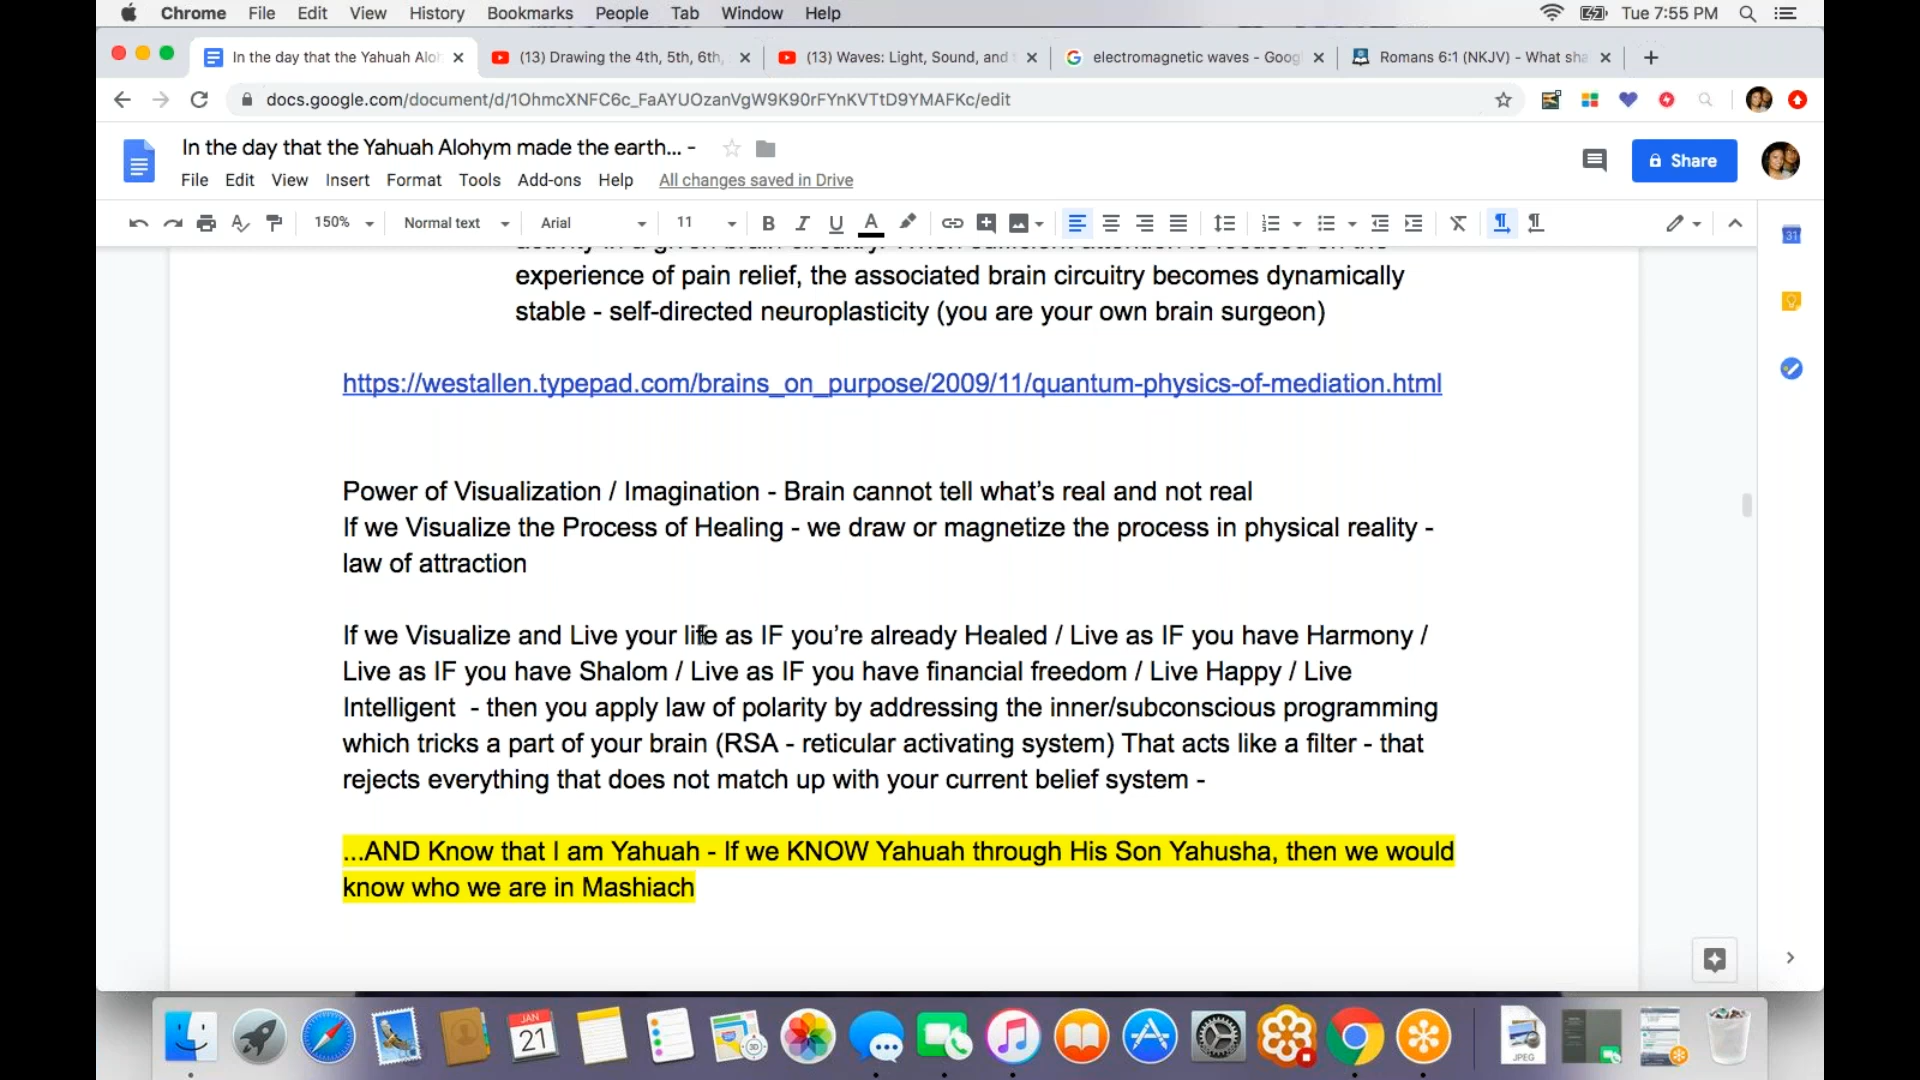 Chrome File Edit View History Bookmarks People Tab Window Help Tue 7:55 PM
In the day that the Yahuah Aloh (13) Drawing the 4th, 5th, 6th, (13) Waves: Light, Sound, and electromagnetic waves - Goog Romans 6:1 (NKJV) - What sha
docs.google.com/document/d/1OhmcXNFC6c_FaAYUOzanVgW9K90rFYnKVTtD9YMAFKc/edit
In the day that the Yahuah Alohym made the earth... -
File Edit View Insert Format Tools Add-ons Help All changes saved in Drive
Share
150% Normal text Arial 11 B I U A
31
experience of pain relief, the associated brain circuitry becomes dynamically
stable - self-directed neuroplasticity (you are your own brain surgeon)
https://westallen.typepad.com/brains_on_purpose/2009/11/quantum-physics-of-mediation.html
Power of Visualization / Imagination - Brain cannot tell what’s real and not real
If we Visualize the Process of Healing - we draw or magnetize the process in physical reality -
law of attraction
If we Visualize and Live your life as IF you’re already Healed / Live as IF you have Harmony /
Live as IF you have Shalom / Live as IF you have financial freedom / Live Happy / Live
Intelligent - then you apply law of polarity by addressing the inner/subconscious programming
which tricks a part of your brain (RSA - reticular activating system) That acts like a filter - that
rejects everything that does not match up with your current belief system -
...AND Know that I am Yahuah - If we KNOW Yahuah through His Son Yahusha, then we would
know who we are in Mashiach
JAN
21
3D
JPEG